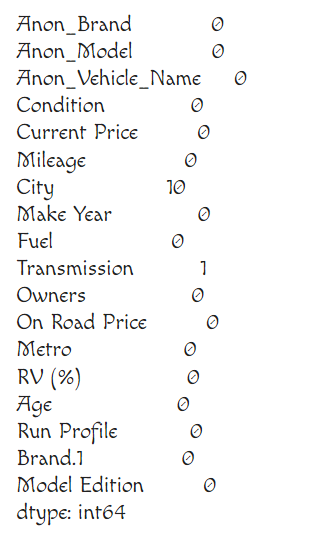 Anon_Brand 0
Anon_Model 0
Anon_Vehicle_Name 0
Condition 0
Current Price 0
Mileage 0
City 10
Make Year 0
Fuel 0
Transmission 1
Owners 0
On Road Price 0
Metro 0
RV (%) 0
Age 0
Run Profile 0
Brand.1 0
Model Edition 0
dtype: int64